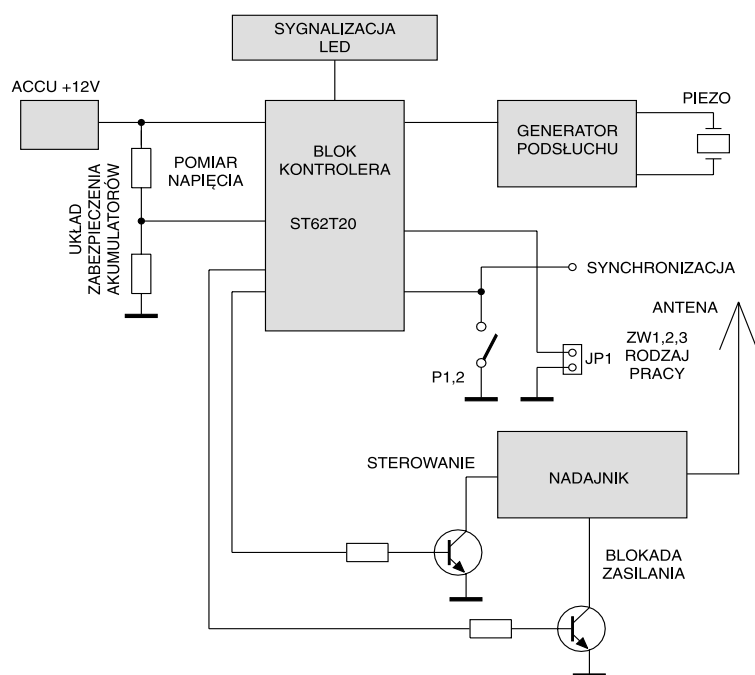 SYGNALIZACJA
LED
ACCU +12V
PIEZO
BLOK
KONTROLERA
ST62T20
GENERATOR
PODSŁUCHU
POMIAR
NAPIĘCIA
UKŁAD
ZABEZPIECZENIA
AKUMULATORÓW
SYNCHRONIZACJA
ANTENA
P1,2
JP1
ZW1,2,3
RODZAJ
PRACY
STEROWANIE
NADAJNIK
BLOKADA
ZASILANIA